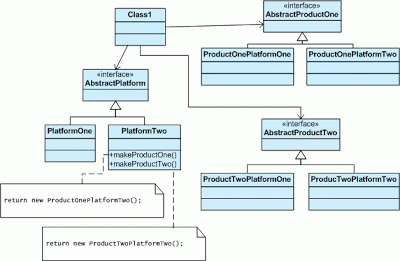 Class1
«interface»
AbstractProductOne
ProductOnePlatformOne
ProductOnePlatformTwo
«interface»
AbstractPlatform
PlatformOne
PlatformTwo
+makeProductOne()
+makeProductTwo()
«interface»
AbstractProductTwo
ProductTwoPlatformOne
ProducTwoPlatformTwo
return new ProductOnePlatformTwo();
return new ProductTwoPlatformTwo();